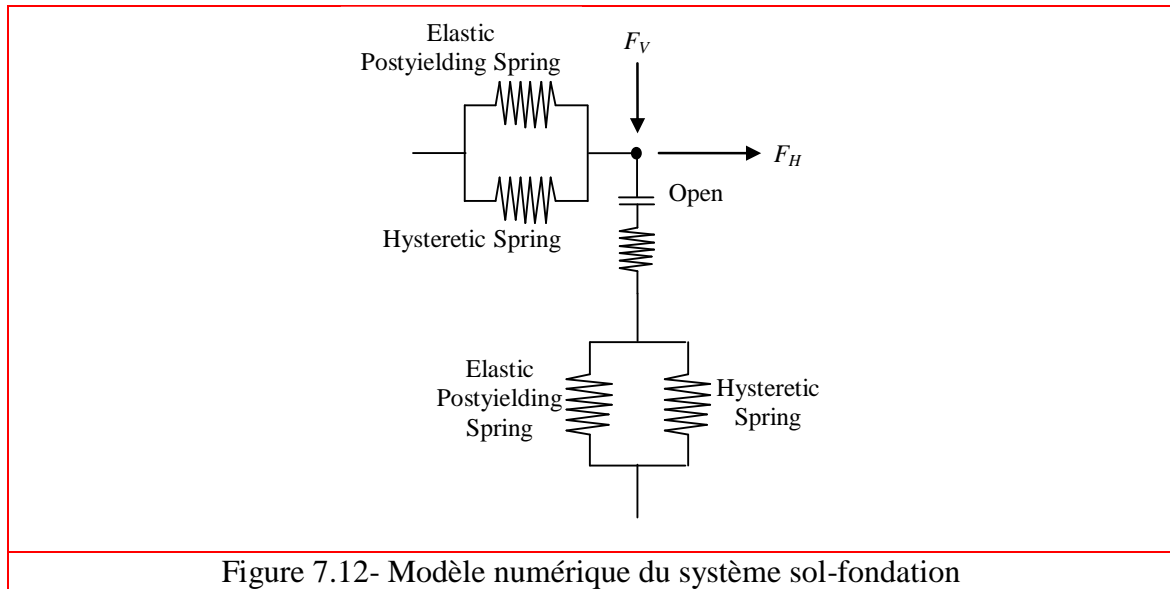 Elastic
Postyielding Spring
F_V
F_H
Open
Hysteretic Spring
Elastic
Postyielding
Spring
Hysteretic
Spring
Figure 7.12- Modèle numérique du système sol-fondation